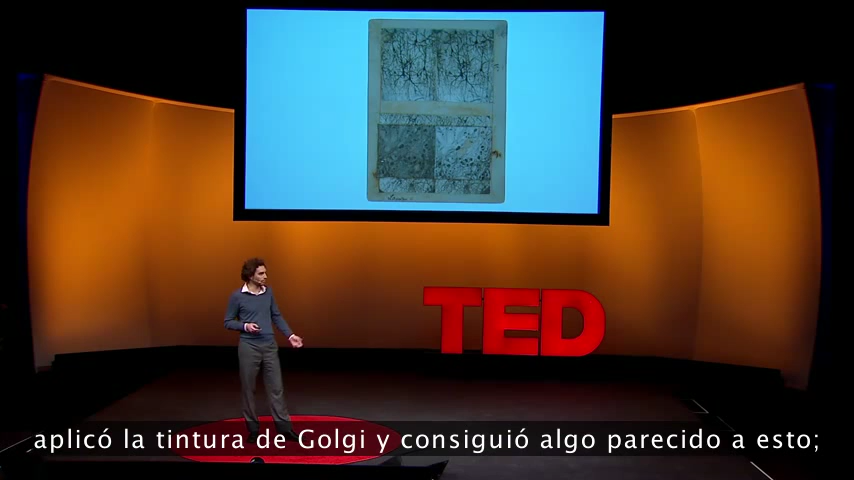 TED
aplicó la tintura de Golgi y consiguió algo parecido a esto;